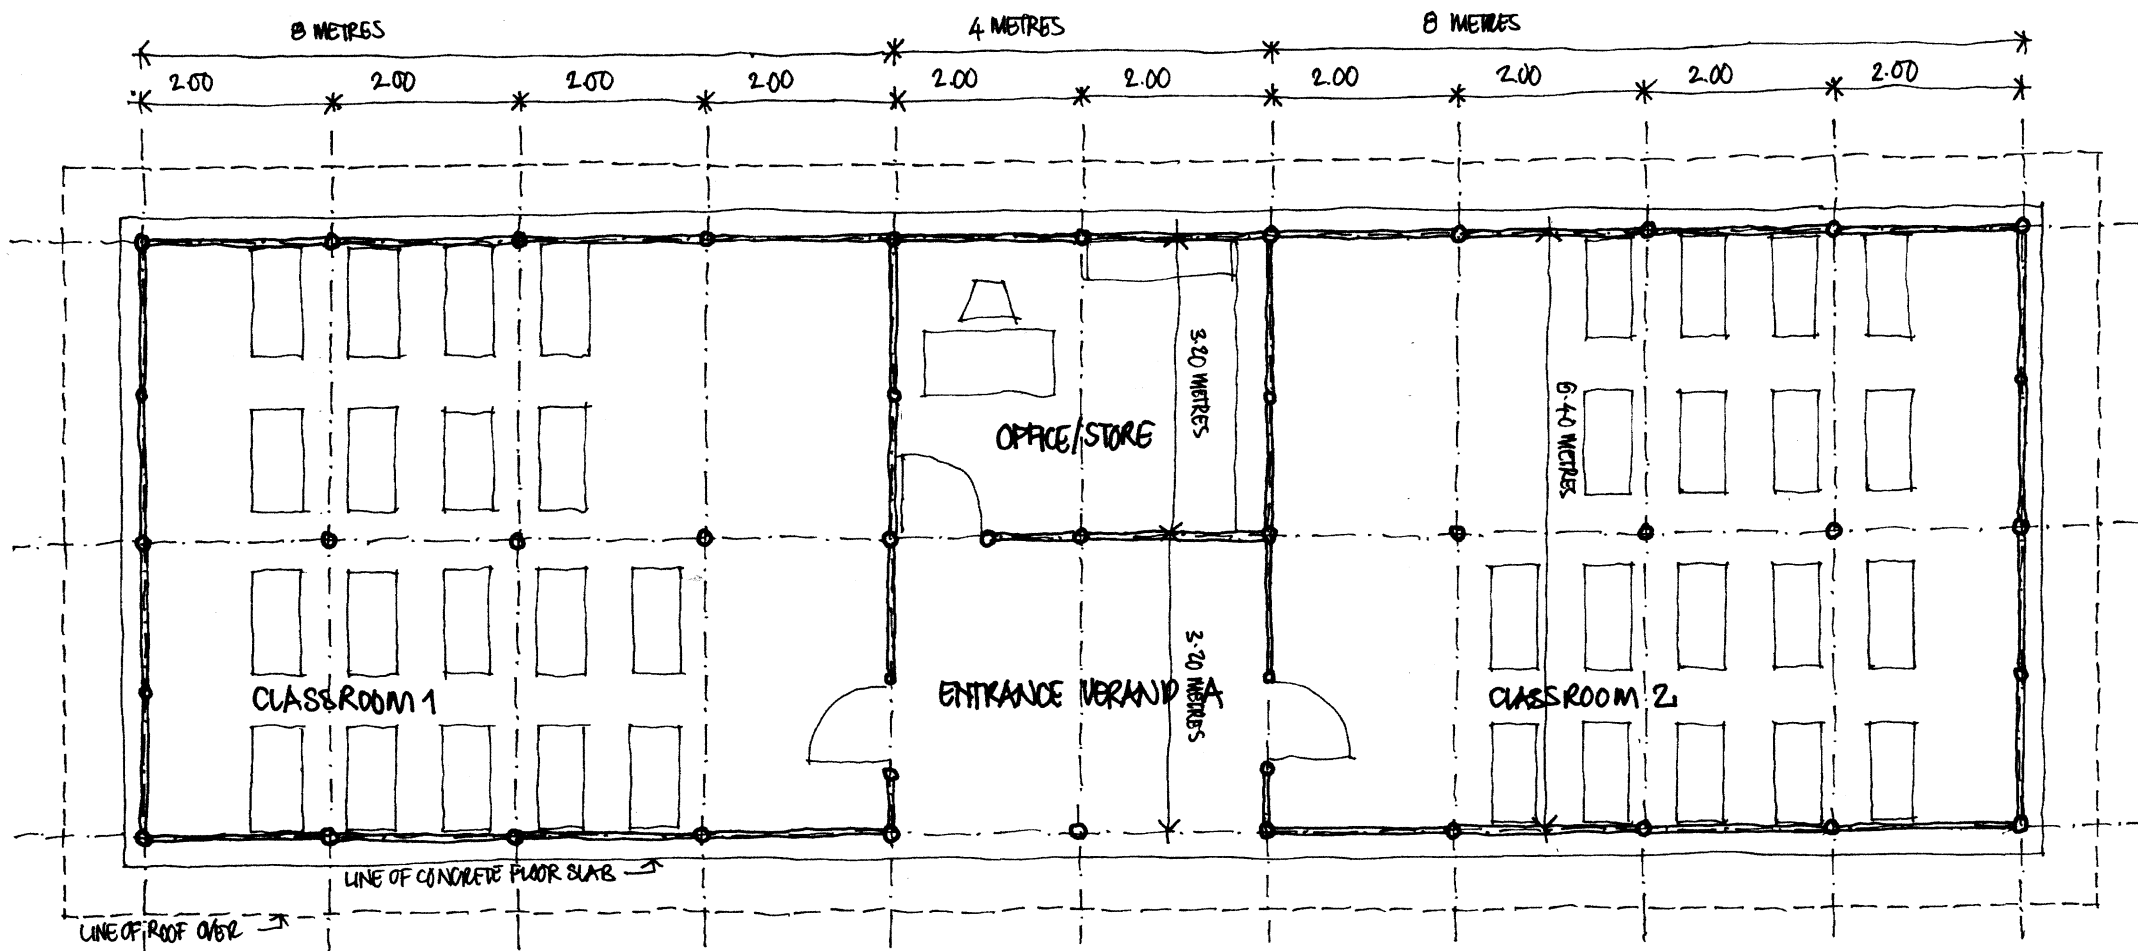 8 METRES 4 METRES 8 METRES
2.00 2.00 2.00 2.00 2.00 2.00 2.00 2.00 2.00 2.00
3.20 METRES
6.40 METRES
OFFICE/STORE
3.20 METRES
CLASSROOM 1
ENTRANCE VERANDA
CLASSROOM 2
LINE OF CONCRETE FLOOR SLAB
LINE OF ROOF OVER